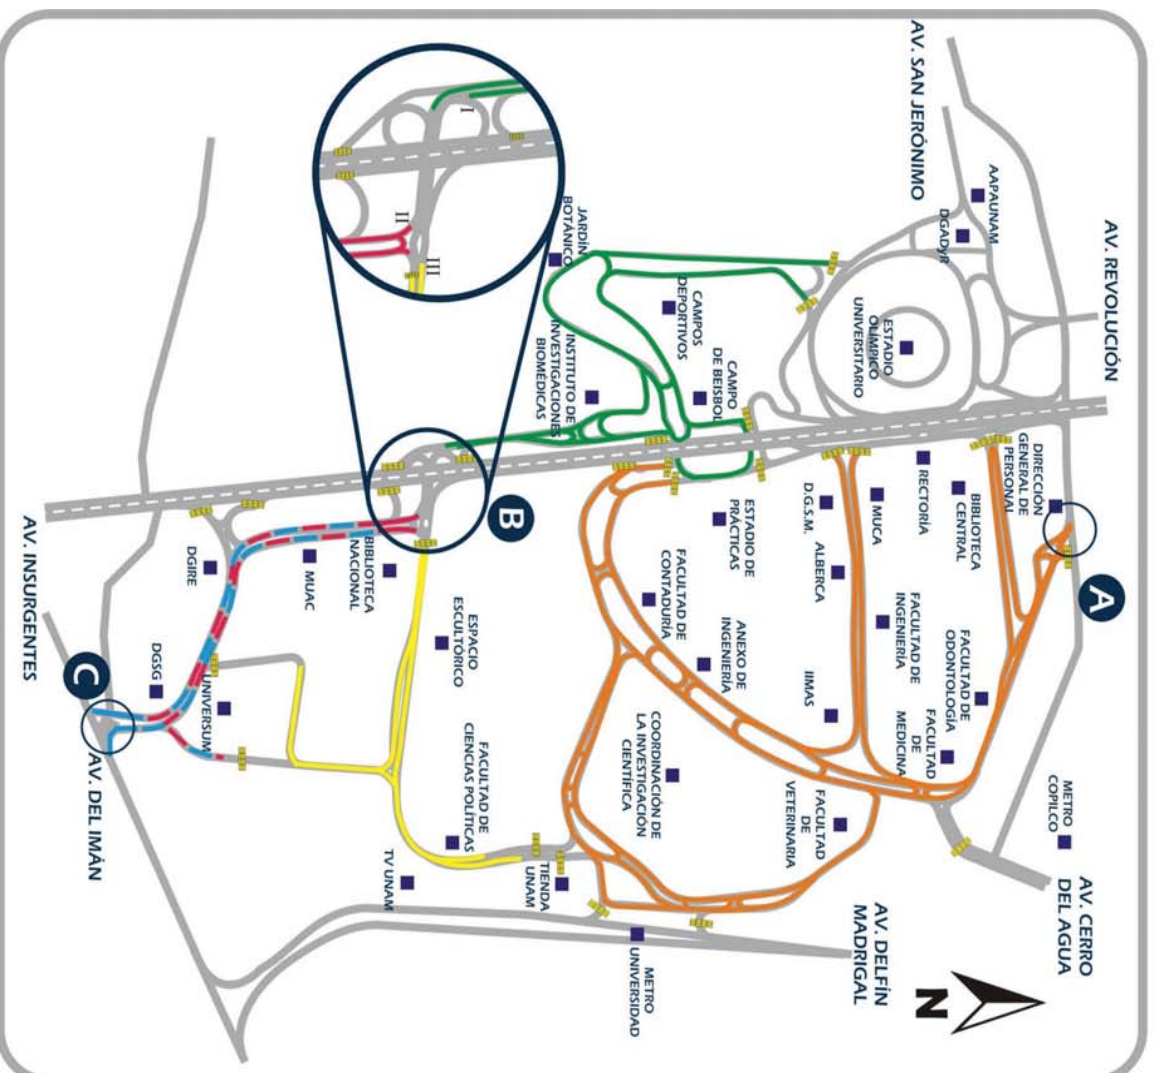 AV. REVOLUCIÓN
A
METRO
COPILCO
AV. CERRO
DEL AGUA
AAPAUNAM
DGADyR
AV. SAN JERÓNIMO
DIRECCIÓN
GENERAL DE
PERSONAL
BIBLIOTECA
CENTRAL
FACULTAD DE
ODONTOLOGÍA
FACULTAD
DE
MEDICINA
RECTORÍA
FACULTAD DE
INGENIERÍA
N
ESTADIO
OLÍMPICO
UNIVERSITARIO
MUCA
AV. DELFÍN
MADRIGAL
D.G.S.M.
ALBERCA
IIMAS
FACULTAD
DE
VETERINARIA
CAMPO
DE BEISBOL
ESTADIO DE
PRÁCTICAS
ANEXO DE
INGENIERÍA
CAMPOS
DEPORTIVOS
FACULTAD DE
CONTADURÍA
COORDINACIÓN DE
LA INVESTIGACIÓN
CIENTÍFICA
METRO
UNIVERSIDAD
JARDÍN
BOTÁNICO
INSTITUTO DE
INVESTIGACIONES
BIOMÉDICAS
TIENDA
UNAM
B
I
II
III
ESPACIO
ESCULTÓRICO
FACULTAD DE
CIENCIAS POLÍTICAS
BIBLIOTECA
NACIONAL
TV UNAM
MUAC
UNIVERSUM
DGIRE
DGSG
C
AV. DEL IMÁN
AV. INSURGENTES